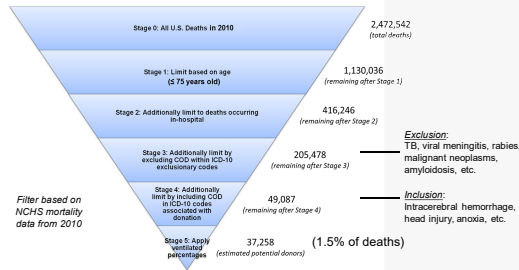 Stage 0: All U.S. Deaths in 2010
2,472,542
(total deaths)
Stage 1: Limit based on age
(≤ 75 years old)
1,130,036
(remaining after Stage 1)
Stage 2: Additionally limit to deaths occurring
in-hospital
416,246
(remaining after Stage 2)
Stage 3: Additionally limit by
excluding COD within ICD-10
exclusionary codes
205,478
(remaining after Stage 3)
Exclusion:
TB, viral meningitis, rabies,
malignant neoplasms,
amyloidosis, etc.
Stage 4: Additionally
limit by including COD
in ICD-10 codes
associated with
donation
49,087
(remaining after Stage 4)
Inclusion:
Intracerebral hemorrhage,
head injury, anoxia, etc.
Filter based on
NCHS mortality
data from 2010
Stage 5: Apply
ventilated
percentages
37,258
(estimated potential donors)
(1.5% of deaths)